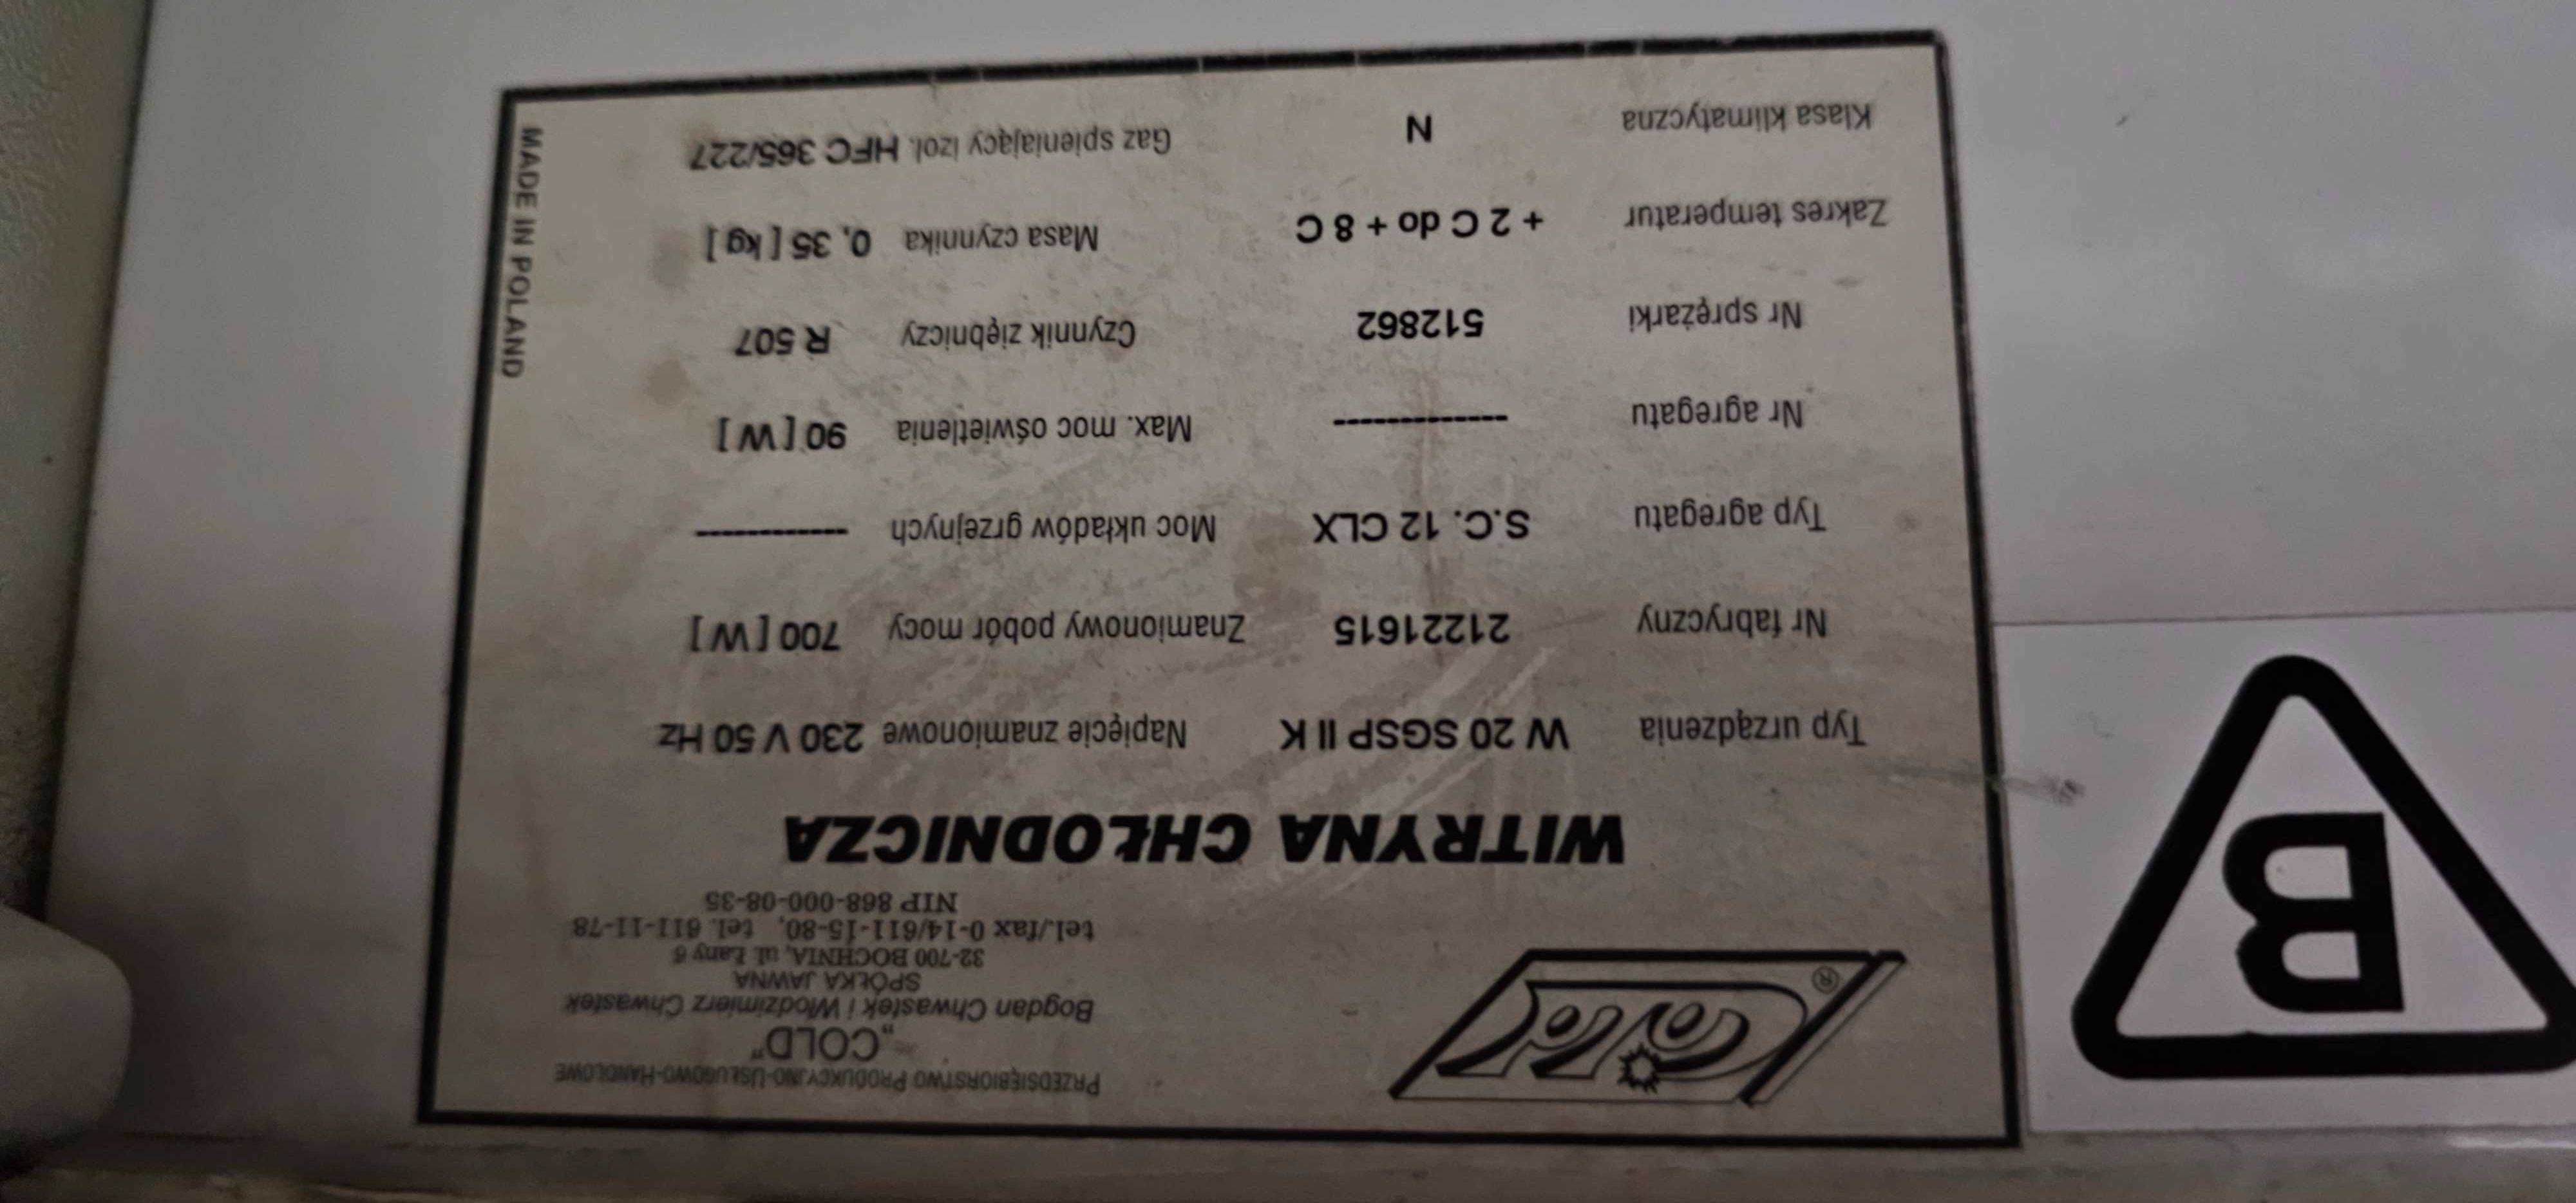 Cold ®
PRZEDSIĘBIORSTWO PRODUKCYJNO-USŁUGOWO-HANDLOWE
„COLD”
Bogdan Chwastek i Włodzimierz Chwastek
SPÓŁKA JAWNA
32-700 BOCHNIA, ul. Łany 6
tel./fax 0-14/611-15-80, tel. 611-11-78
NIP 868-000-08-35
WITRYNA CHŁODNICZA
Typ urządzenia W 20 SGSP II K Napięcie znamionowe 230 V 50 Hz
Nr fabryczny 21221615 Znamionowy pobór mocy 700 [ W ]
Typ agregatu S.C. 12 CLX Moc układów grzejnych -------------
Nr agregatu -------------- Max. moc oświetlenia 90 [ W ]
Nr sprężarki 512862 Czynnik ziębniczy R 507
Zakres temperatur + 2 C do + 8 C Masa czynnika 0, 35 [ kg ]
Klasa klimatyczna N Gaz spieniający izol. HFC 365/227
MADE IN POLAND
B